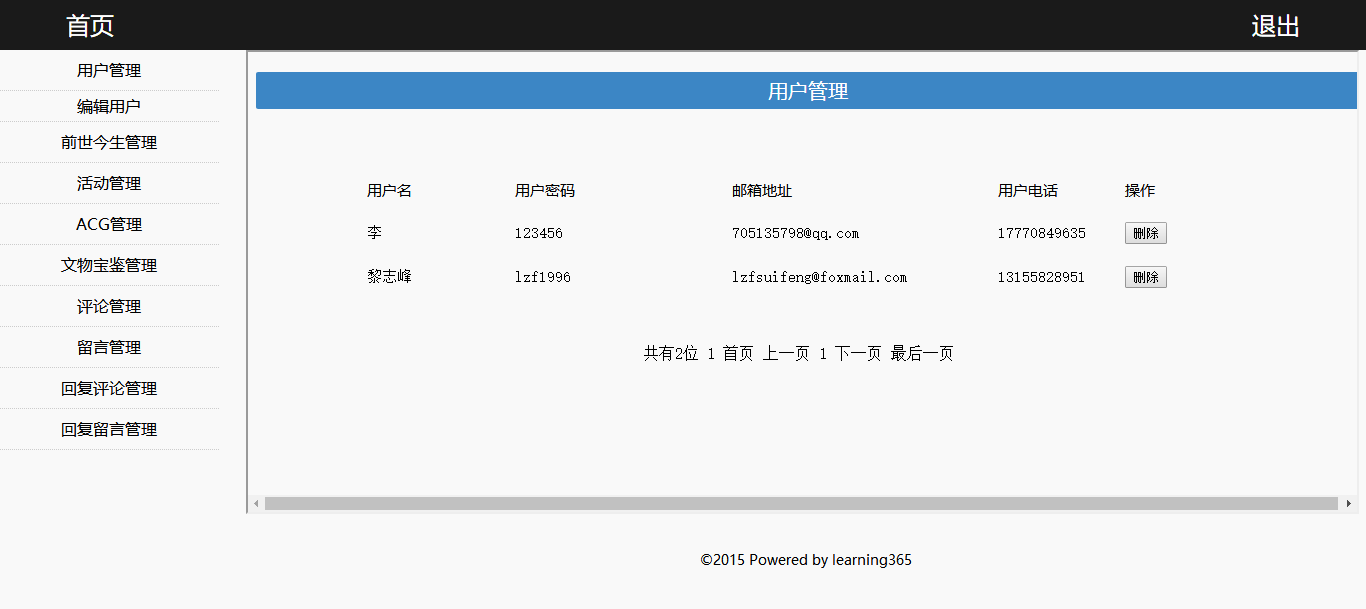 首页 退出
用户管理
编辑用户
前世今生管理
活动管理
ACG管理
文物宝鉴管理
评论管理
留言管理
回复评论管理
回复留言管理
用户管理
用户名 用户密码 邮箱地址 用户电话 操作
李 123456 705135798@qq.com 17770849635 删除
黎志峰 lzf1996 lzfsuifeng@foxmail.com 13155828951 删除
共有2位 1 首页 上一页 1 下一页 最后一页
©2015 Powered by learning365